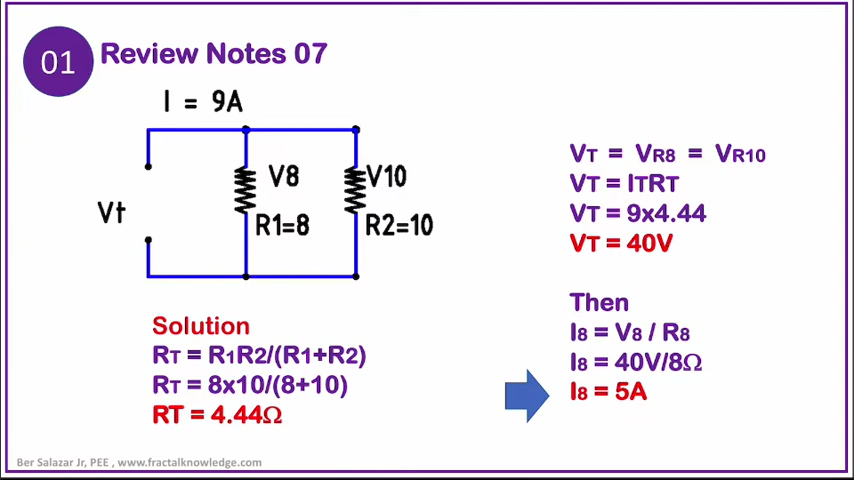 01
Review Notes 07
I = 9A
Vt
V8
R1=8
V10
R2=10
Solution
RT = R1R2/(R1+R2)
RT = 8x10/(8+10)
RT = 4.44Ω
VT = VR8 = VR10
VT = ITRT
VT = 9x4.44
VT = 40V
Then
I8 = V8 / R8
I8 = 40V/8Ω
I8 = 5A
Ber Salazar Jr, PEE , www.fractalknowledge.com